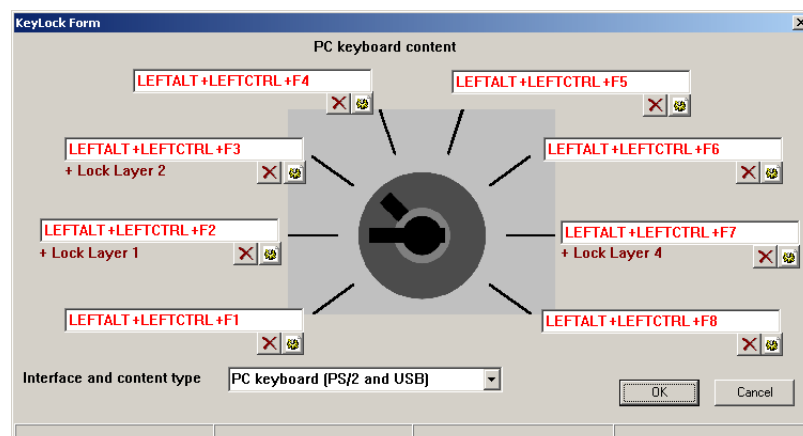 KeyLock Form
PC keyboard content
LEFTALT +LEFTCTRL +F4
LEFTALT +LEFTCTRL +F5
LEFTALT +LEFTCTRL +F3
+ Lock Layer 2
LEFTALT +LEFTCTRL +F6
LEFTALT +LEFTCTRL +F2
+ Lock Layer 1
LEFTALT +LEFTCTRL +F7
+ Lock Layer 4
LEFTALT +LEFTCTRL +F1
LEFTALT +LEFTCTRL +F8
Interface and content type
PC keyboard (PS/2 and USB)
OK
Cancel